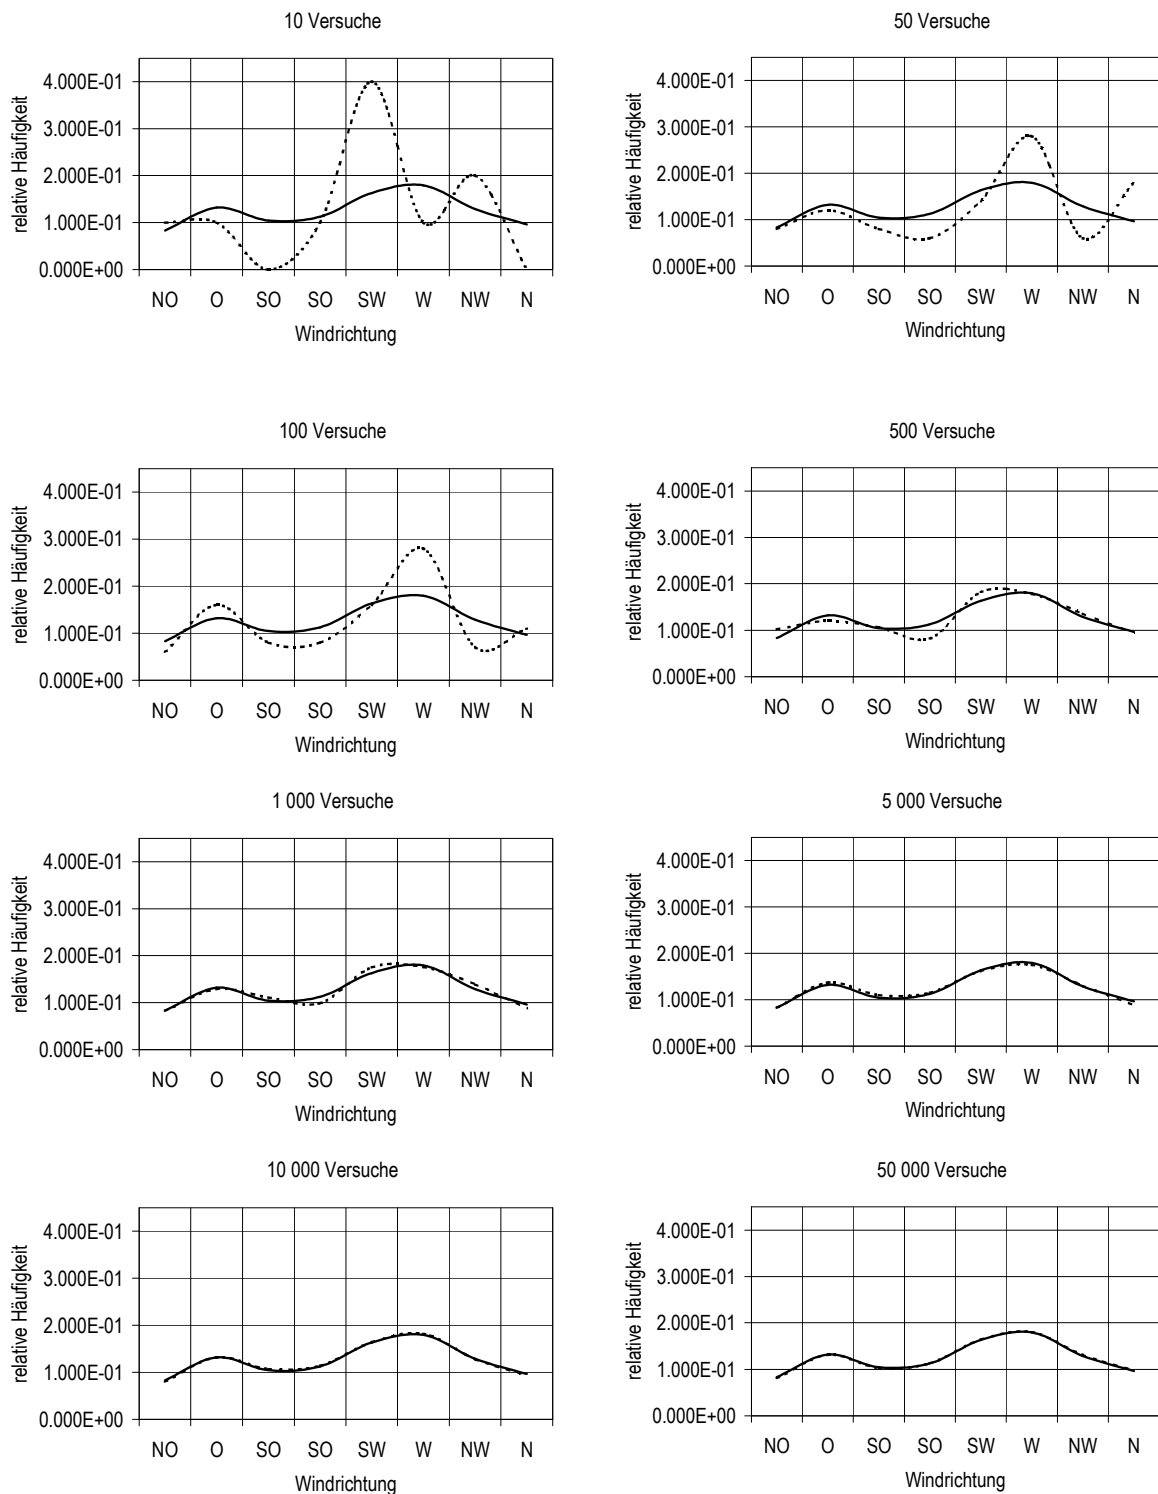 10 Versuche
relative Häufigkeit
4.000E-01
3.000E-01
2.000E-01
1.000E-01
0.000E+00
NO O SO SO SW W NW N
Windrichtung
50 Versuche
relative Häufigkeit
4.000E-01
3.000E-01
2.000E-01
1.000E-01
0.000E+00
NO O SO SO SW W NW N
Windrichtung
100 Versuche
relative Häufigkeit
4.000E-01
3.000E-01
2.000E-01
1.000E-01
0.000E+00
NO O SO SO SW W NW N
Windrichtung
500 Versuche
relative Häufigkeit
4.000E-01
3.000E-01
2.000E-01
1.000E-01
0.000E+00
NO O SO SO SW W NW N
Windrichtung
1 000 Versuche
relative Häufigkeit
4.000E-01
3.000E-01
2.000E-01
1.000E-01
0.000E+00
NO O SO SO SW W NW N
Windrichtung
5 000 Versuche
relative Häufigkeit
4.000E-01
3.000E-01
2.000E-01
1.000E-01
0.000E+00
NO O SO SO SW W NW N
Windrichtung
10 000 Versuche
relative Häufigkeit
4.000E-01
3.000E-01
2.000E-01
1.000E-01
0.000E+00
NO O SO SO SW W NW N
Windrichtung
50 000 Versuche
relative Häufigkeit
4.000E-01
3.000E-01
2.000E-01
1.000E-01
0.000E+00
NO O SO SO SW W NW N
Windrichtung